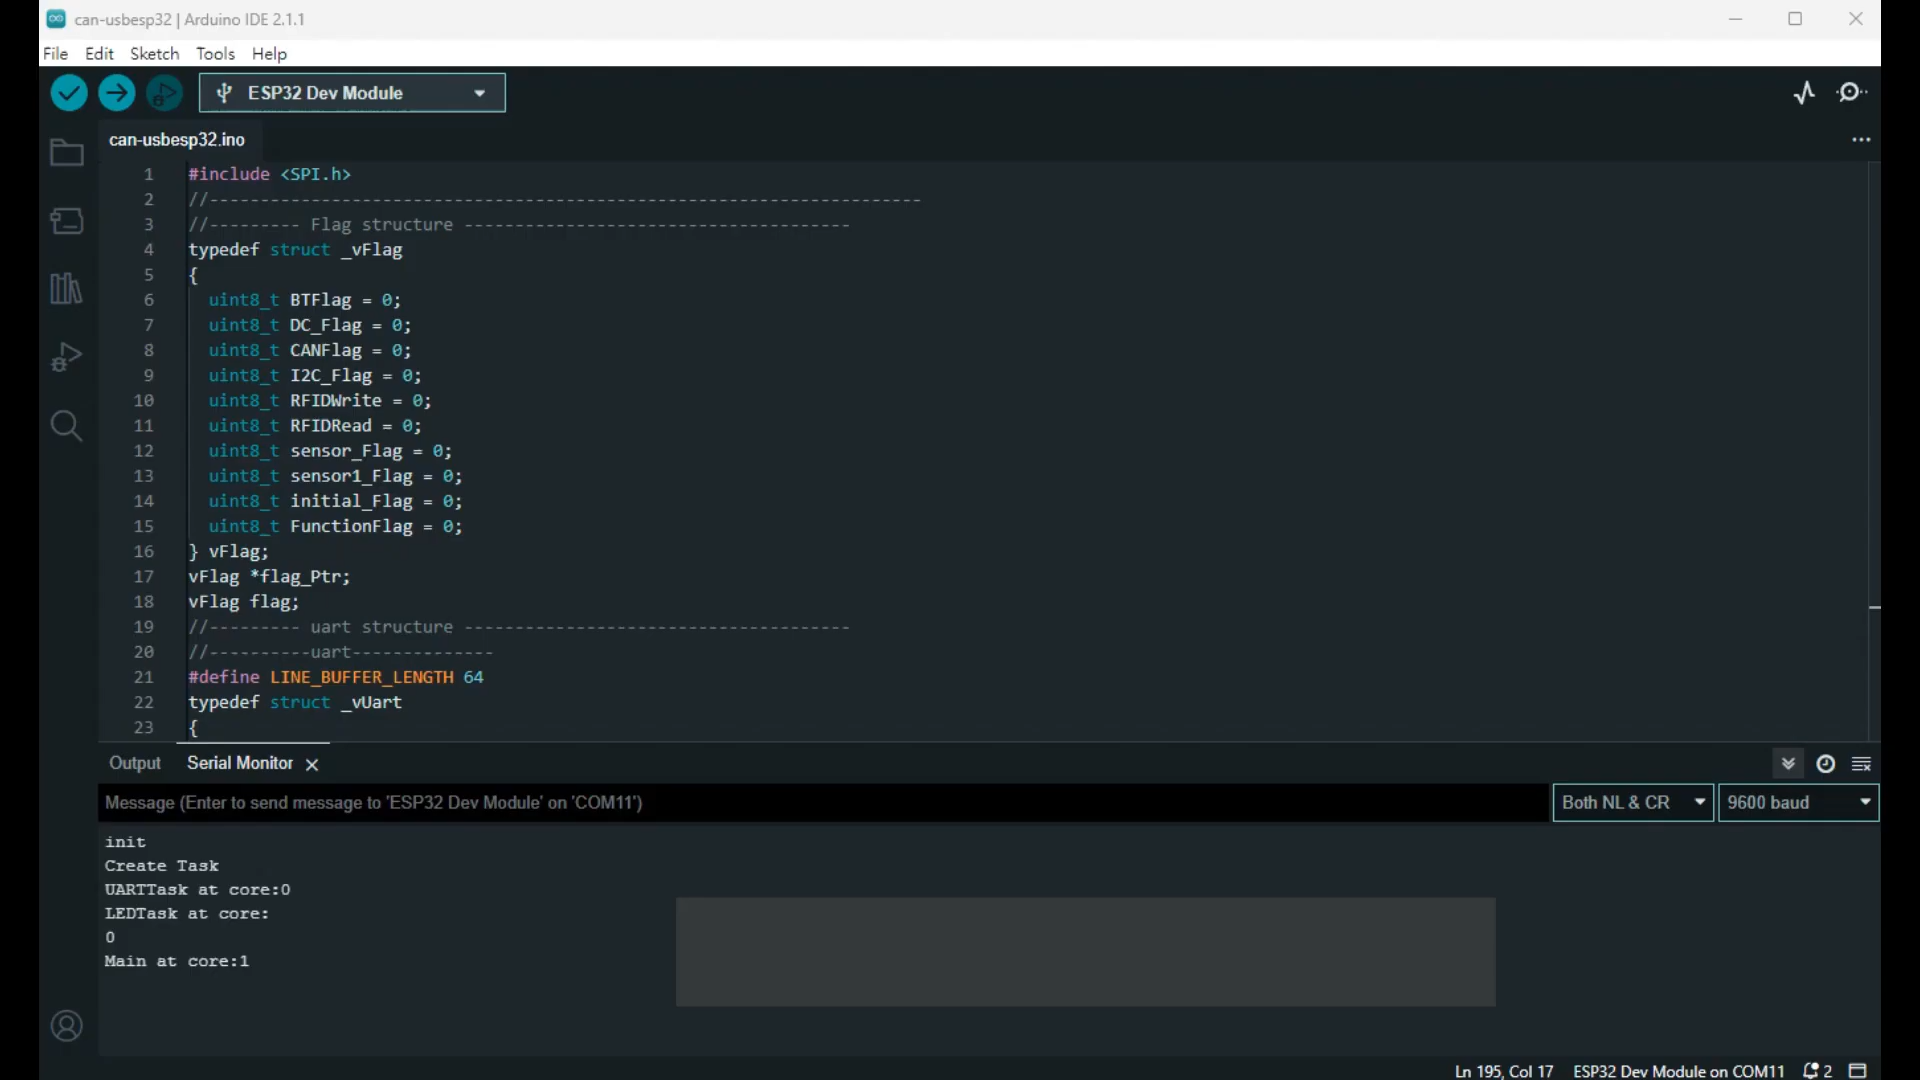 can-usbesp32 | Arduino IDE 2.1.1
File Edit Sketch Tools Help
ESP32 Dev Module
can-usbesp32.ino
1 #include <SPI.h>
2 //----------------------------------------------------------------------
3 //--------- Flag structure --------------------------------------
4 typedef struct _vFlag
5 {
6 uint8_t BTFlag = 0;
7 uint8_t DC_Flag = 0;
8 uint8_t CANFlag = 0;
9 uint8_t I2C_Flag = 0;
10 uint8_t RFIDWrite = 0;
11 uint8_t RFIDRead = 0;
12 uint8_t sensor_Flag = 0;
13 uint8_t sensor1_Flag = 0;
14 uint8_t initial_Flag = 0;
15 uint8_t FunctionFlag = 0;
16 } vFlag;
17 vFlag *flag_Ptr;
18 vFlag flag;
19 //--------- uart structure --------------------------------------
20 //----------uart--------------
21 #define LINE_BUFFER_LENGTH 64
22 typedef struct _vUart
23 {
Output Serial Monitor
Message (Enter to send message to 'ESP32 Dev Module' on 'COM11') Both NL & CR 9600 baud
init
Create Task
UARTTask at core:0
LEDTask at core:
0
Main at core:1
Ln 195, Col 17 ESP32 Dev Module on COM11 2